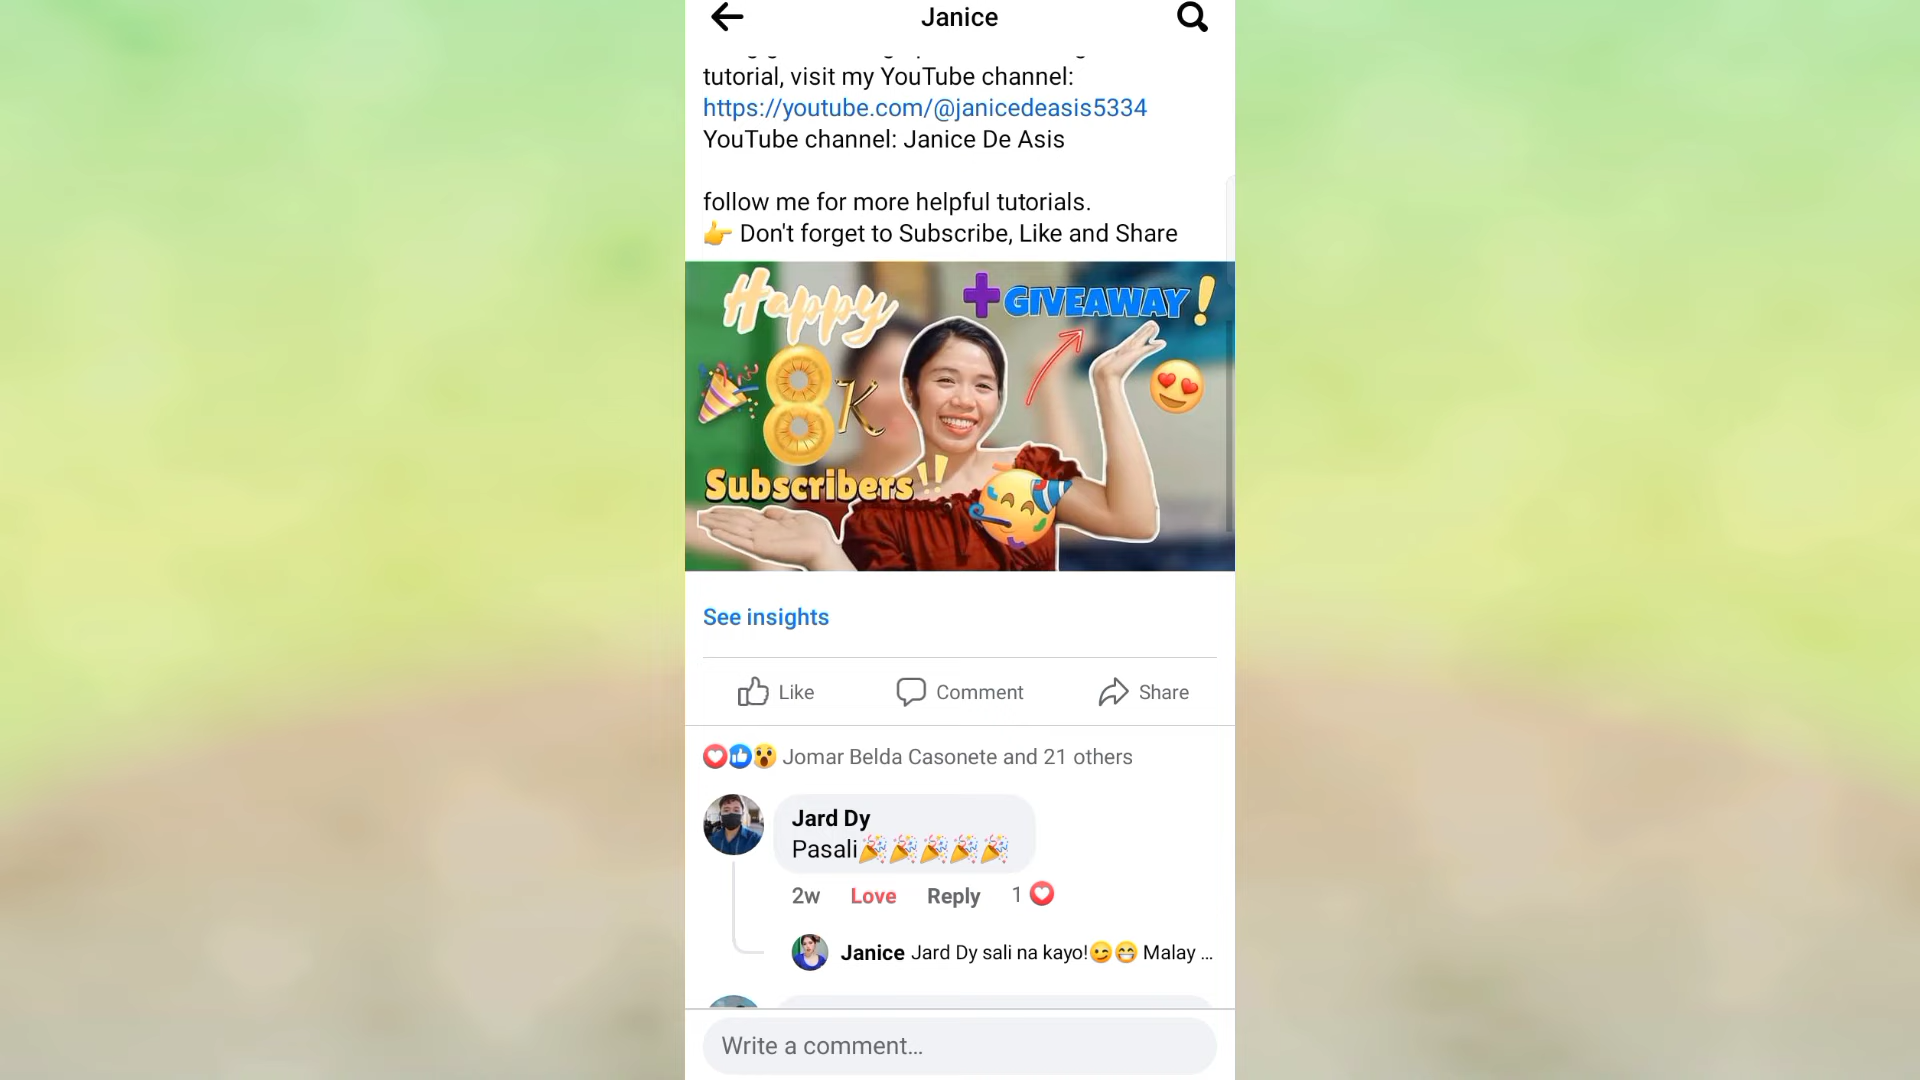 Janice
tutorial, visit my YouTube channel:
https://youtube.com/@janicedeasis5334
YouTube channel: Janice De Asis
follow me for more helpful tutorials.
👉 Don't forget to Subscribe, Like and Share
Happy
+GIVEAWAY!
8K
Subscribers!!
See insights
Like Comment Share
Jomar Belda Casonete and 21 others
Jard Dy
Pasali🎉🎉🎉🎉🎉
2w Love Reply 1
Janice Jard Dy sali na kayo!😉😁 Malay ...
Write a comment...